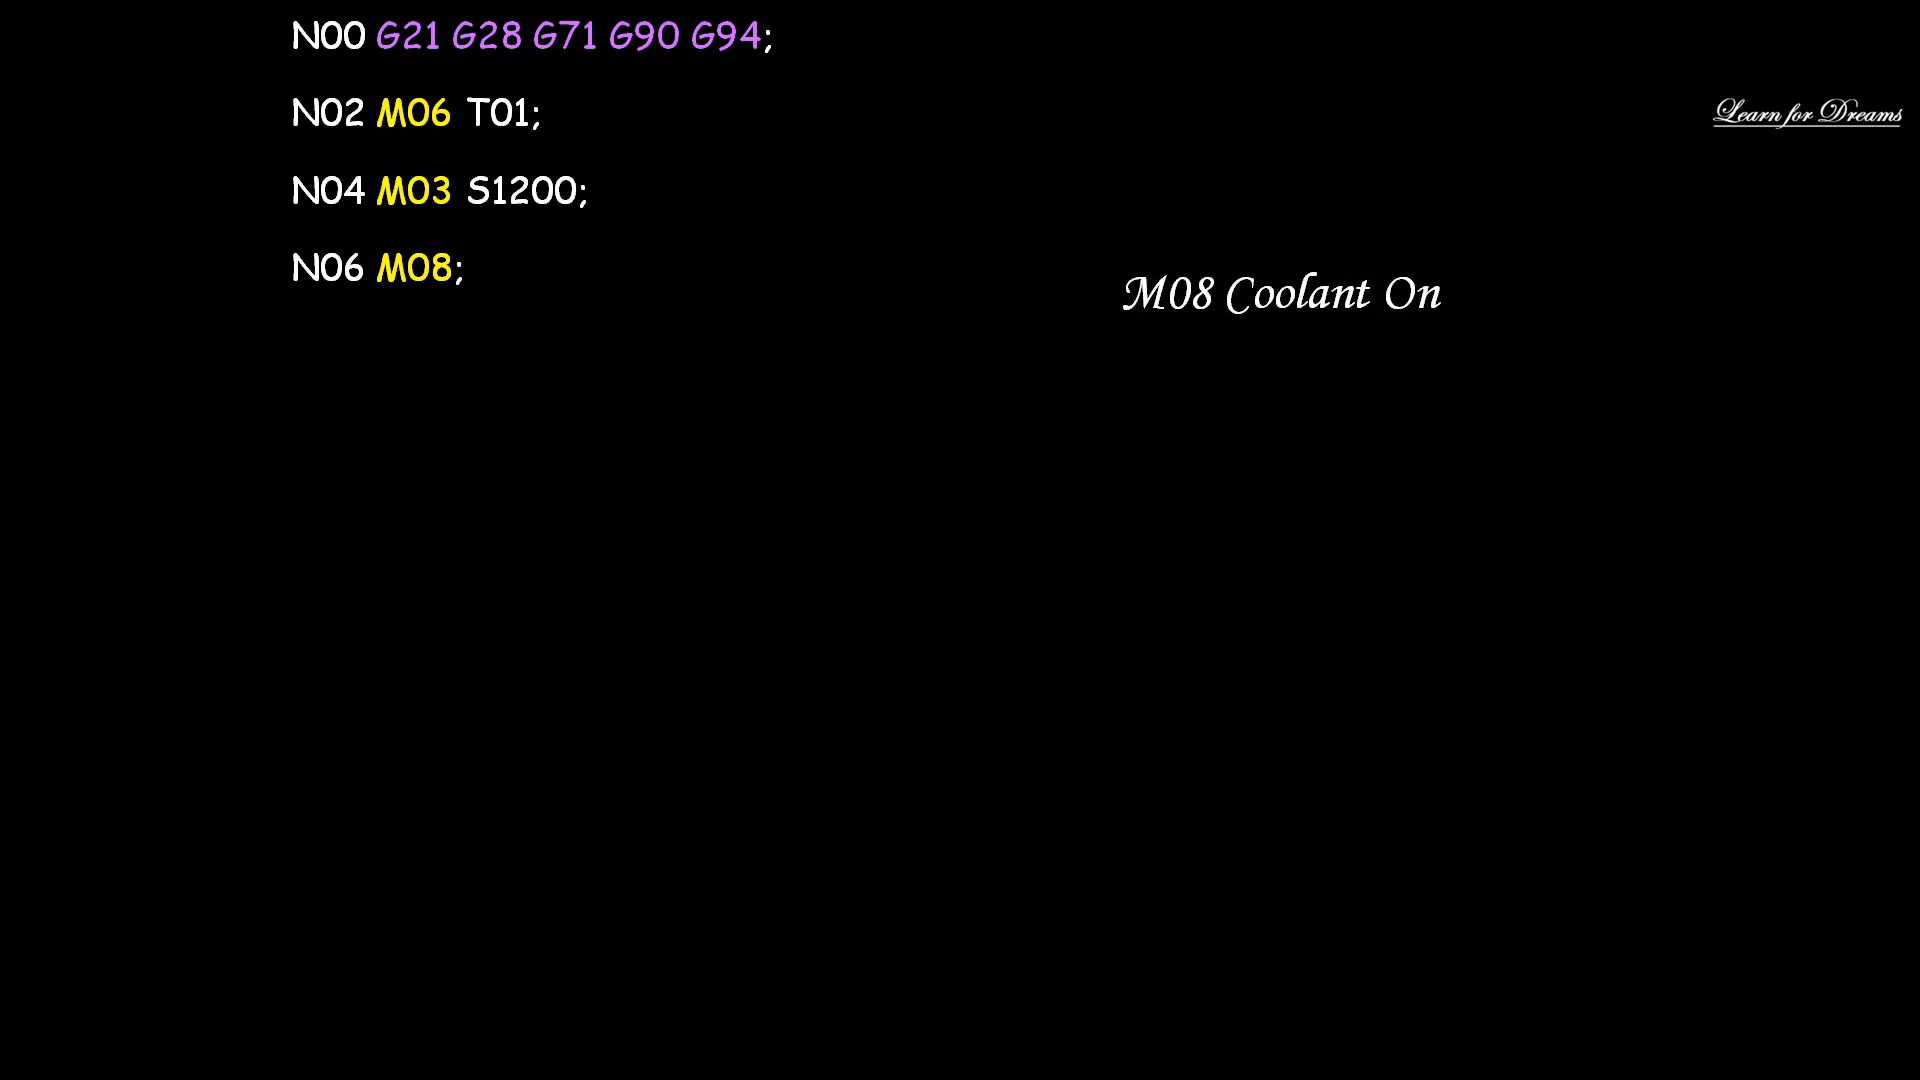 N00 G21 G28 G71 G90 G94;
N02 M06 T01;
Learn for Dreams
N04 M03 S1200;
N06 M08;
M08 Coolant On